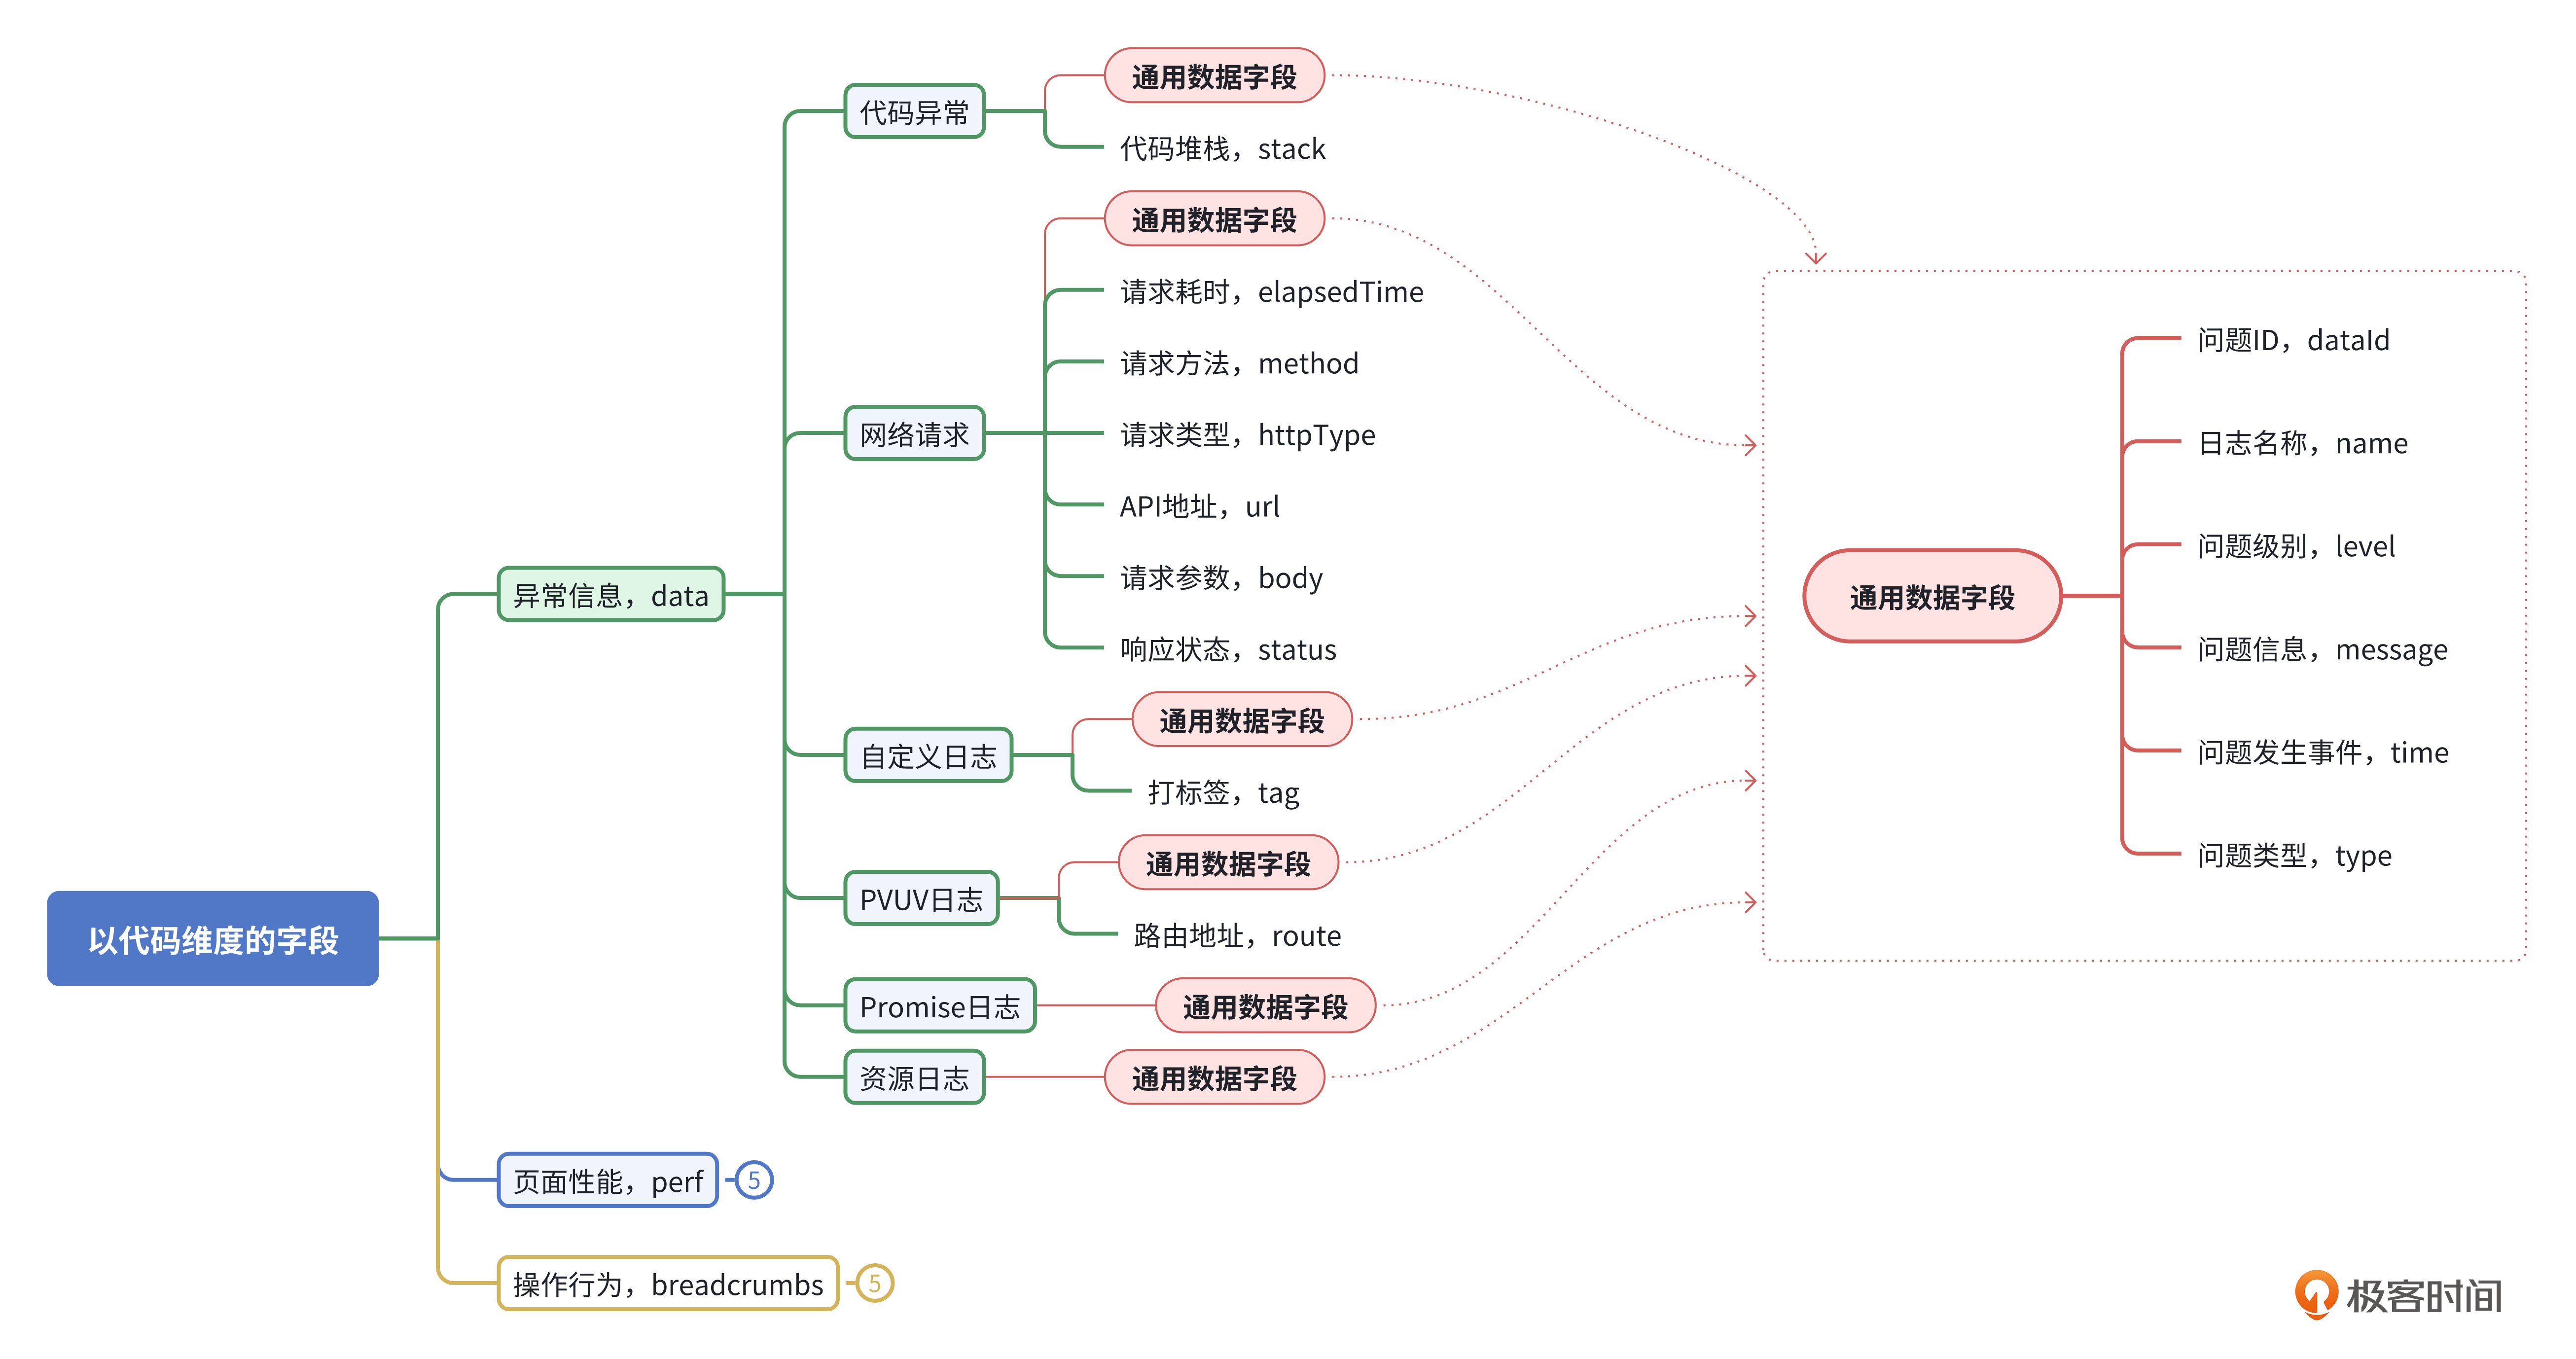 以代码维度的字段
异常信息，data
代码异常
通用数据字段
代码堆栈，stack
网络请求
通用数据字段
请求耗时，elapsedTime
请求方法，method
请求类型，httpType
API地址，url
请求参数，body
响应状态，status
自定义日志
通用数据字段
打标签，tag
PVUV日志
通用数据字段
路由地址，route
Promise日志
通用数据字段
资源日志
通用数据字段
页面性能，perf
5
操作行为，breadcrumbs
5
通用数据字段
问题ID，dataId
日志名称，name
问题级别，level
问题信息，message
问题发生事件，time
问题类型，type
极客时间